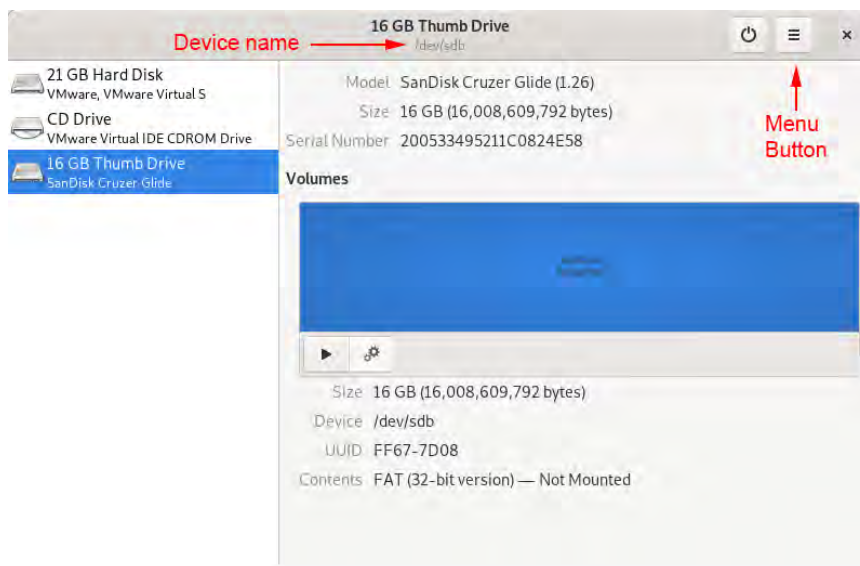 16 GB Thumb Drive
/dev/sdb
Device name
Menu
Button
21 GB Hard Disk
VMware, VMware Virtual S
CD Drive
VMware Virtual IDE CDROM Drive
16 GB Thumb Drive
SanDisk Cruzer Glide
Model SanDisk Cruzer Glide (1.26)
Size 16 GB (16,008,609,792 bytes)
Serial Number 200533495211C0824E58
Volumes
Size 16 GB (16,008,609,792 bytes)
Device /dev/sdb
UUID FF67-7D08
Contents FAT (32-bit version) — Not Mounted